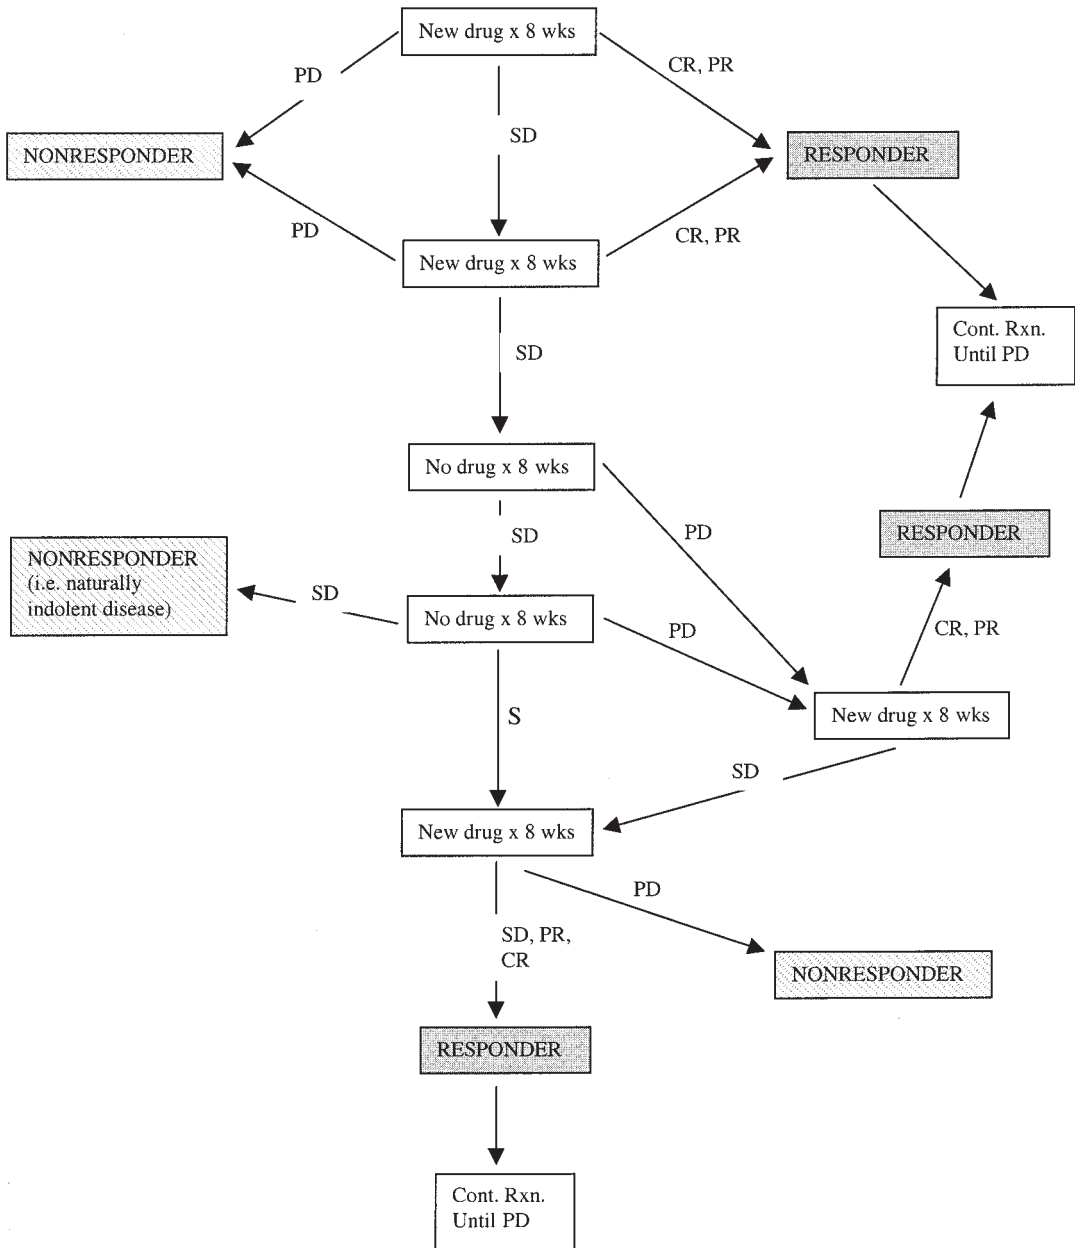 New drug x 8 wks
PD
CR, PR
SD
NONRESPONDER
RESPONDER
PD
CR, PR
New drug x 8 wks
Cont. Rxn.
Until PD
SD
No drug x 8 wks
SD
PD
RESPONDER
NONRESPONDER
(i.e. naturally
indolent disease)
SD
No drug x 8 wks
PD
CR, PR
S
New drug x 8 wks
SD
New drug x 8 wks
PD
SD, PR,
CR
NONRESPONDER
RESPONDER
Cont. Rxn.
Until PD